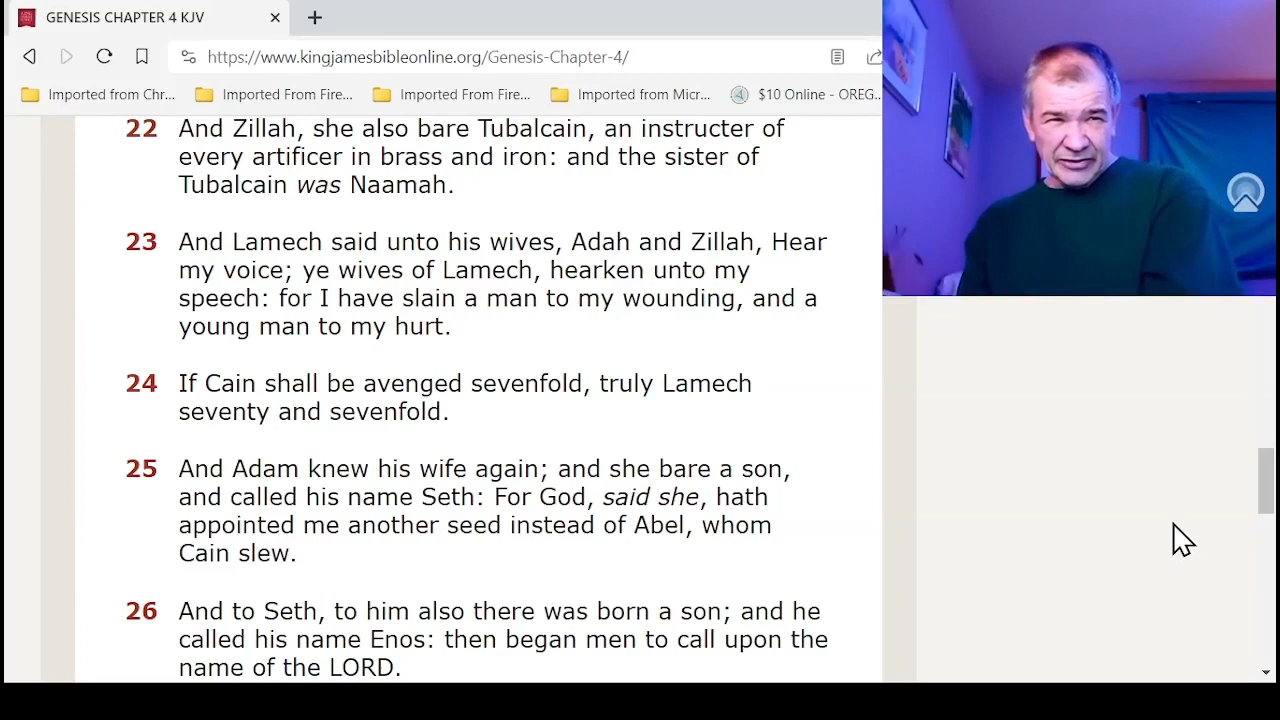 GENESIS CHAPTER 4 KJV
https://www.kingjamesbibleonline.org/Genesis-Chapter-4/
Imported from Chr... Imported From Fire... Imported From Fire... Imported from Micr... $10 Online - OREG...
22 And Zillah, she also bare Tubalcain, an instructer of
every artificer in brass and iron: and the sister of
Tubalcain was Naamah.
23 And Lamech said unto his wives, Adah and Zillah, Hear
my voice; ye wives of Lamech, hearken unto my
speech: for I have slain a man to my wounding, and a
young man to my hurt.
24 If Cain shall be avenged sevenfold, truly Lamech
seventy and sevenfold.
25 And Adam knew his wife again; and she bare a son,
and called his name Seth: For God, said she, hath
appointed me another seed instead of Abel, whom
Cain slew.
26 And to Seth, to him also there was born a son; and he
called his name Enos: then began men to call upon the
name of the LORD.